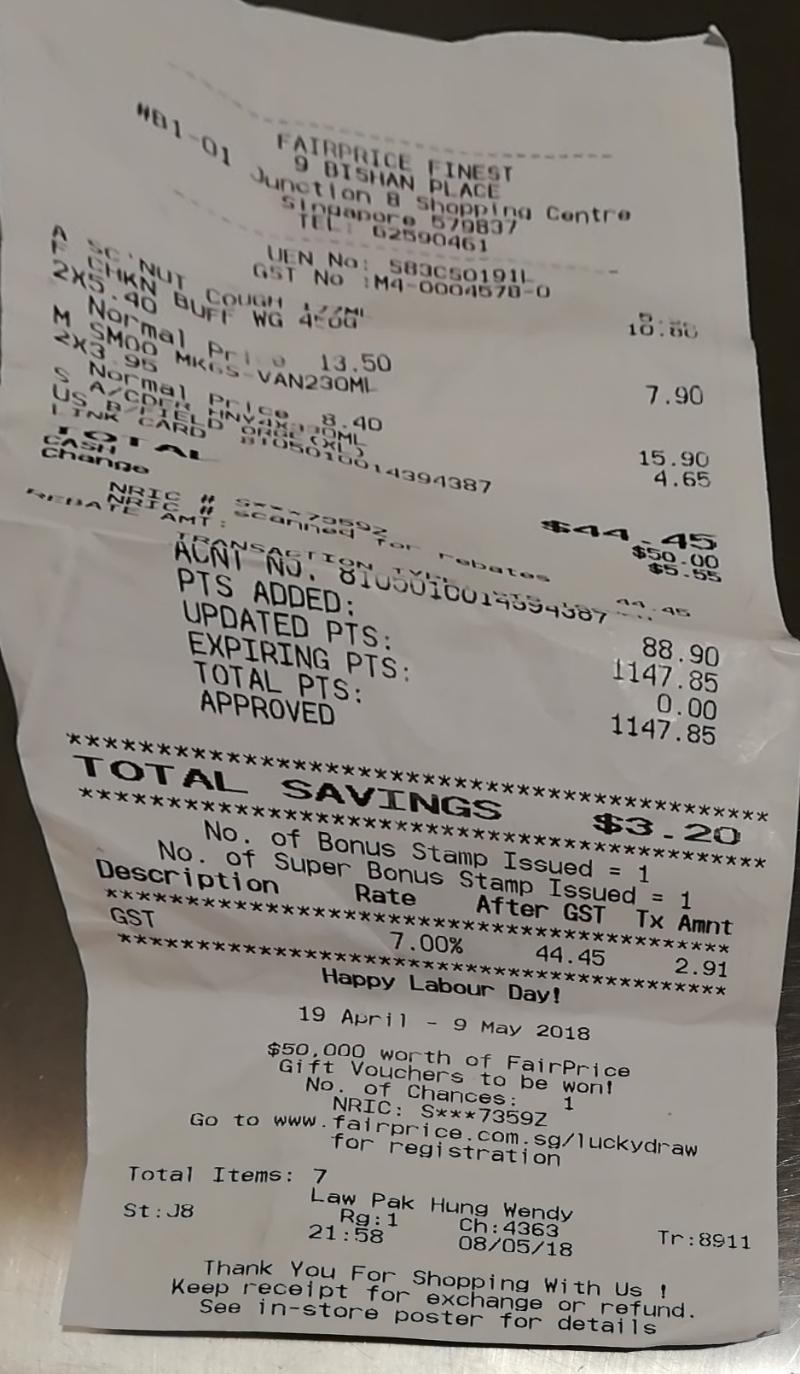 #B1-01
FAIRPRICE FINEST
9 BISHAN PLACE
Junction 8 Shopping Centre
Singapore 579837
TEL: 62590461
UEN No: S83CS0191L
GST No :M4-0004578-0
A SC NUT COUGH 177ML
CHKN BUFF WG 450G 10.80
2X5.40
Normal Price 13.50
M SMOO MKGS-VAN230ML 7.90
2X3.95
Normal Price 8.40
S A/CDER HNY4X330ML 15.90
US B/FIELD ORGE(XL) 4.65
LINK CARD 8105010014394387
TOTAL $44.45
CASH $50.00
Change $5.55
NRIC # S***7359Z
NRIC # scanned for rebates
REBATE AMT: 44.45
TRANSACTION TYPE
ACNT NO. 8105010014394387
PTS ADDED: 88.90
UPDATED PTS: 1147.85
EXPIRING PTS: 0.00
TOTAL PTS: 1147.85
APPROVED
****************************************
TOTAL SAVINGS $3.20
****************************************
No. of Bonus Stamp Issued = 1
No. of Super Bonus Stamp Issued = 1
Description Rate After GST Tx Amnt
****************************************
GST 7.00% 44.45 2.91
****************************************
Happy Labour Day!
19 April - 9 May 2018
$50,000 worth of FairPrice
Gift Vouchers to be won!
No. of Chances: 1
NRIC: S***7359Z
Go to www.fairprice.com.sg/luckydraw
for registration
Total Items: 7
Law Pak Hung Wendy
St:J8 Rg:1 Ch:4363 Tr:8911
21:58 08/05/18
Thank You For Shopping With Us !
Keep receipt for exchange or refund.
See in-store poster for details